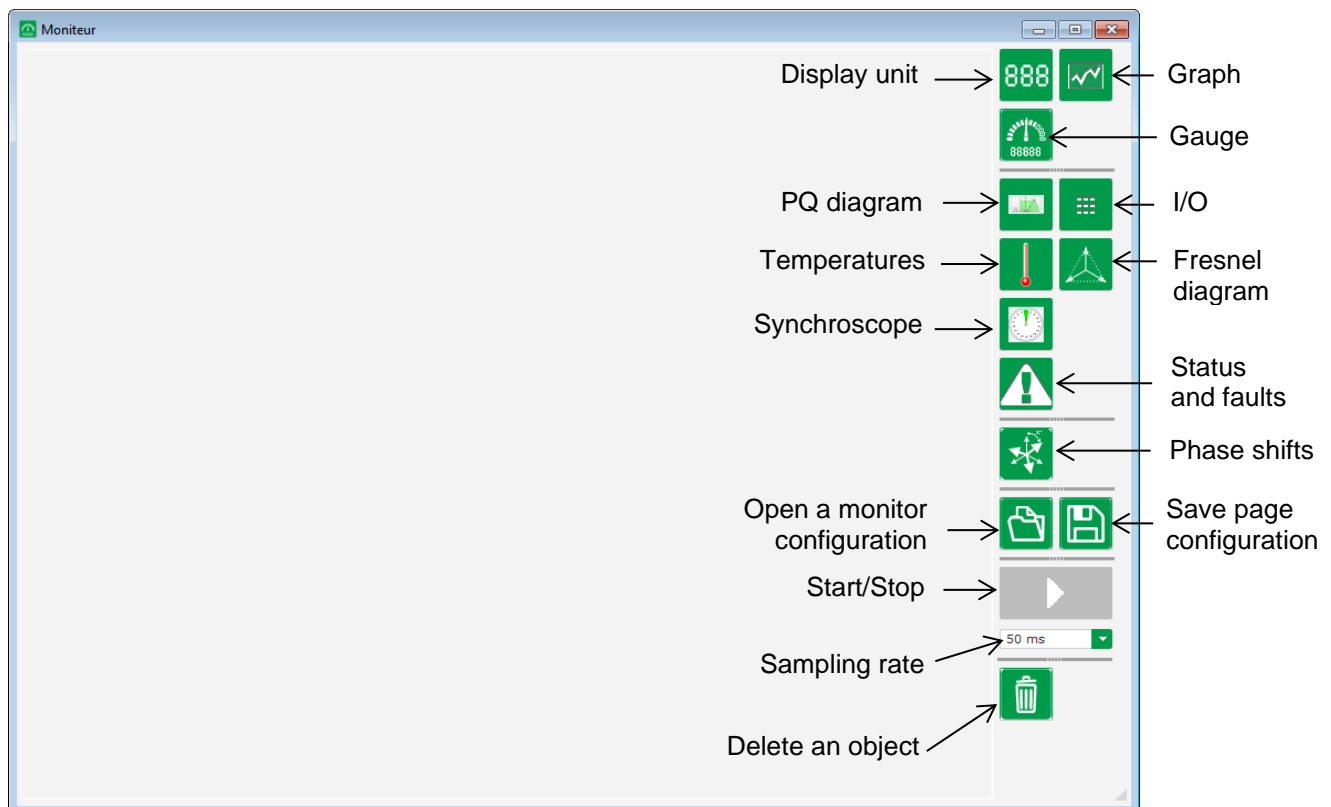 Moniteur
Display unit
888
Graph
Gauge
88888
PQ diagram
I/O
Temperatures
Fresnel
diagram
Synchroscope
Status
and faults
Phase shifts
Open a monitor
configuration
Save page
configuration
Start/Stop
50 ms
Sampling rate
Delete an object